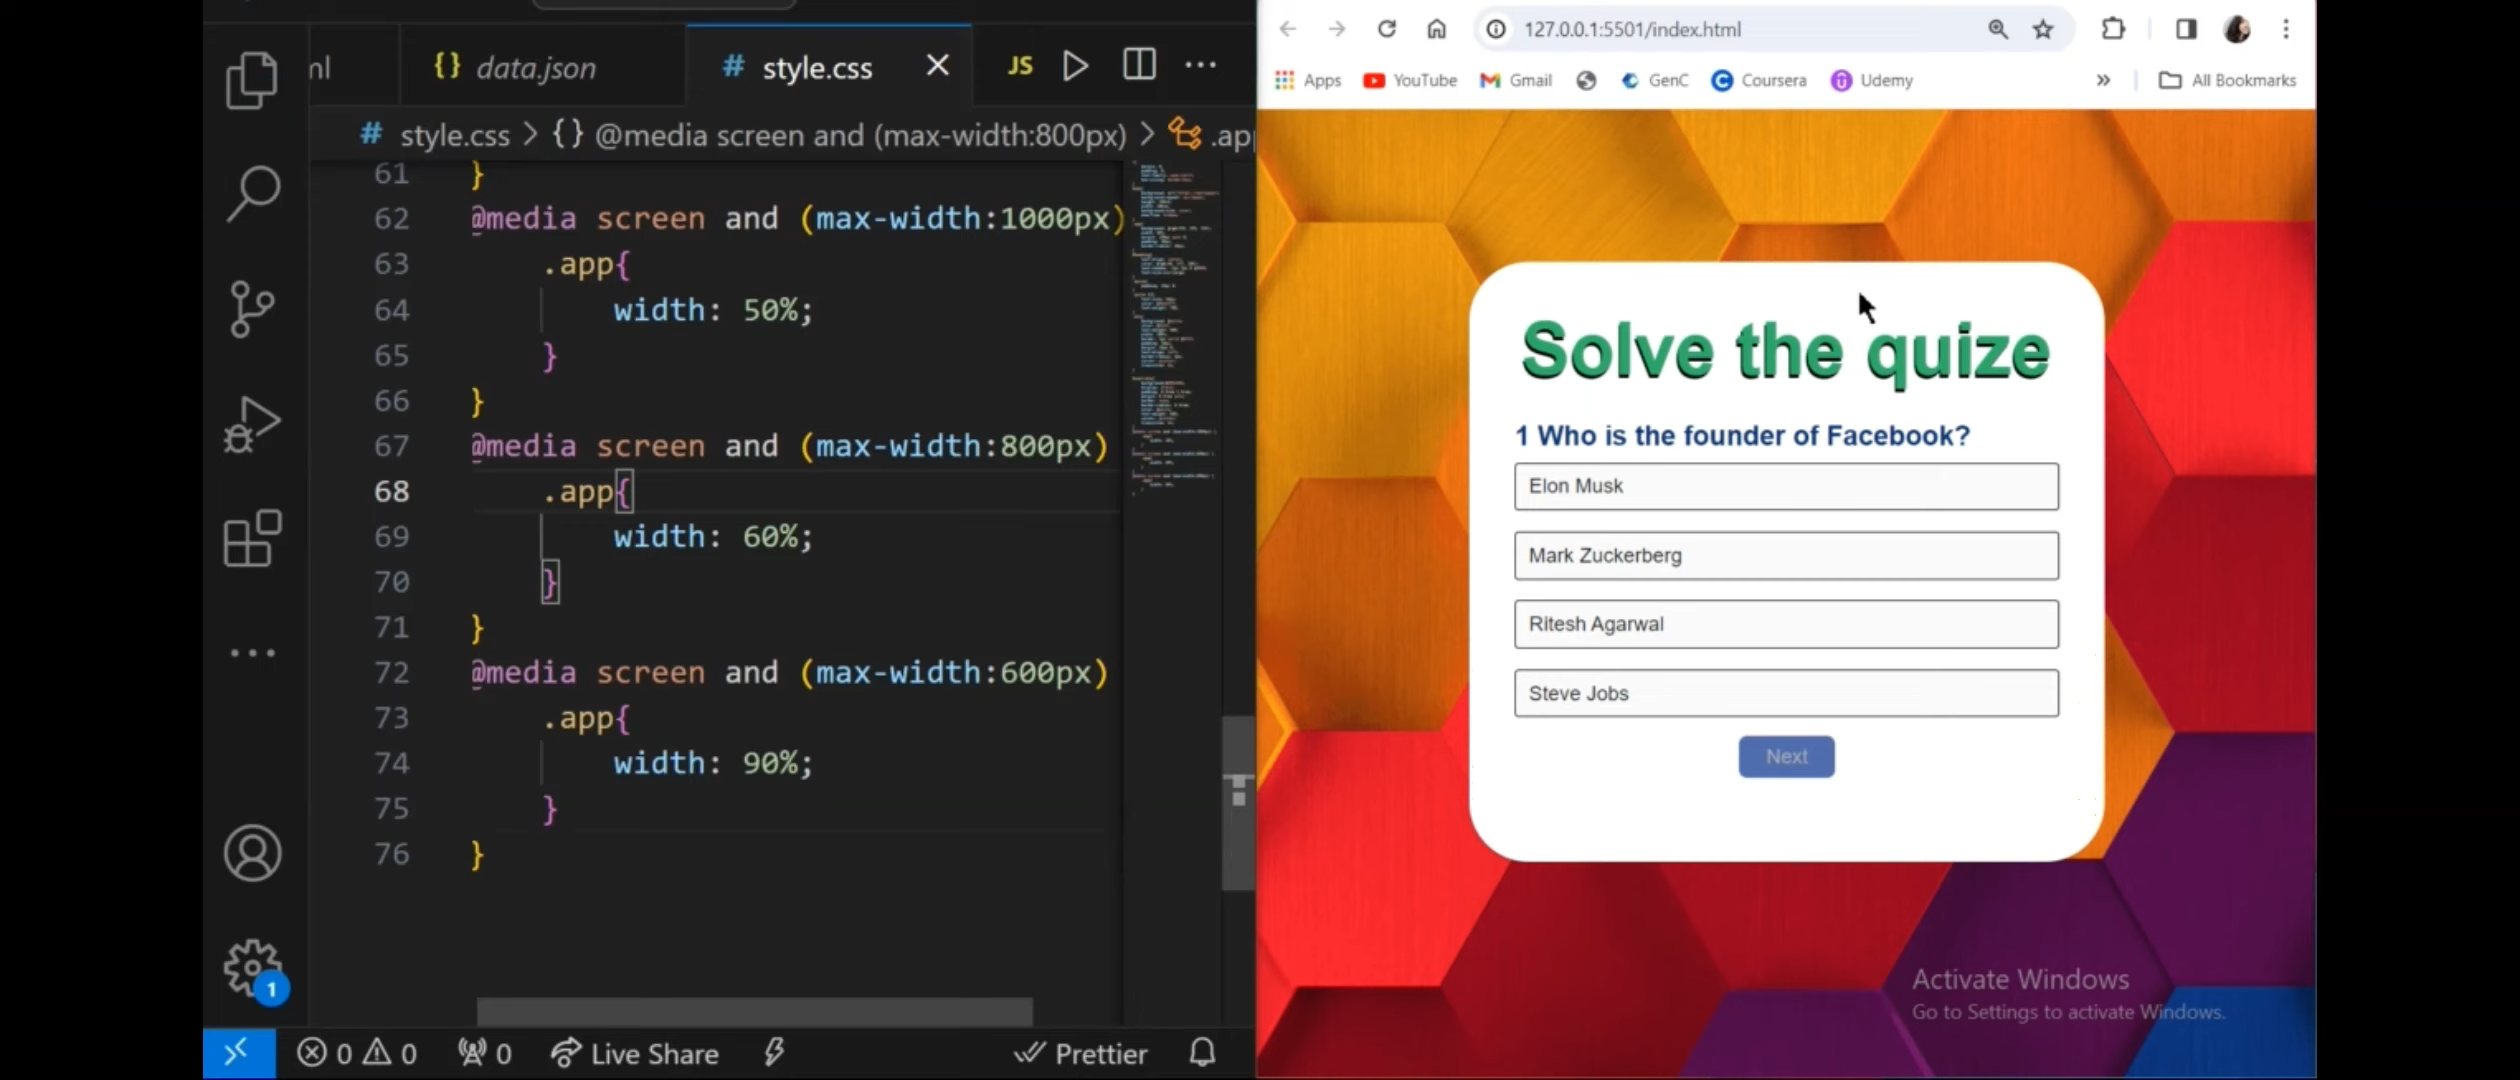 ml
{} data.json
# style.css
JS
# style.css > {} @media screen and (max-width:800px) > .app
61 }
62 @media screen and (max-width:1000px)
63 .app{
64 width: 50%;
65 }
66 }
67 @media screen and (max-width:800px)
68 .app{
69 width: 60%;
70 }
71 }
72 @media screen and (max-width:600px)
73 .app{
74 width: 90%;
75 }
76 }
1
0 0 0 Live Share Prettier
127.0.0.1:5501/index.html
Apps YouTube Gmail GenC Coursera Udemy » All Bookmarks
Solve the quize
1 Who is the founder of Facebook?
Elon Musk
Mark Zuckerberg
Ritesh Agarwal
Steve Jobs
Next
Activate Windows
Go to Settings to activate Windows.